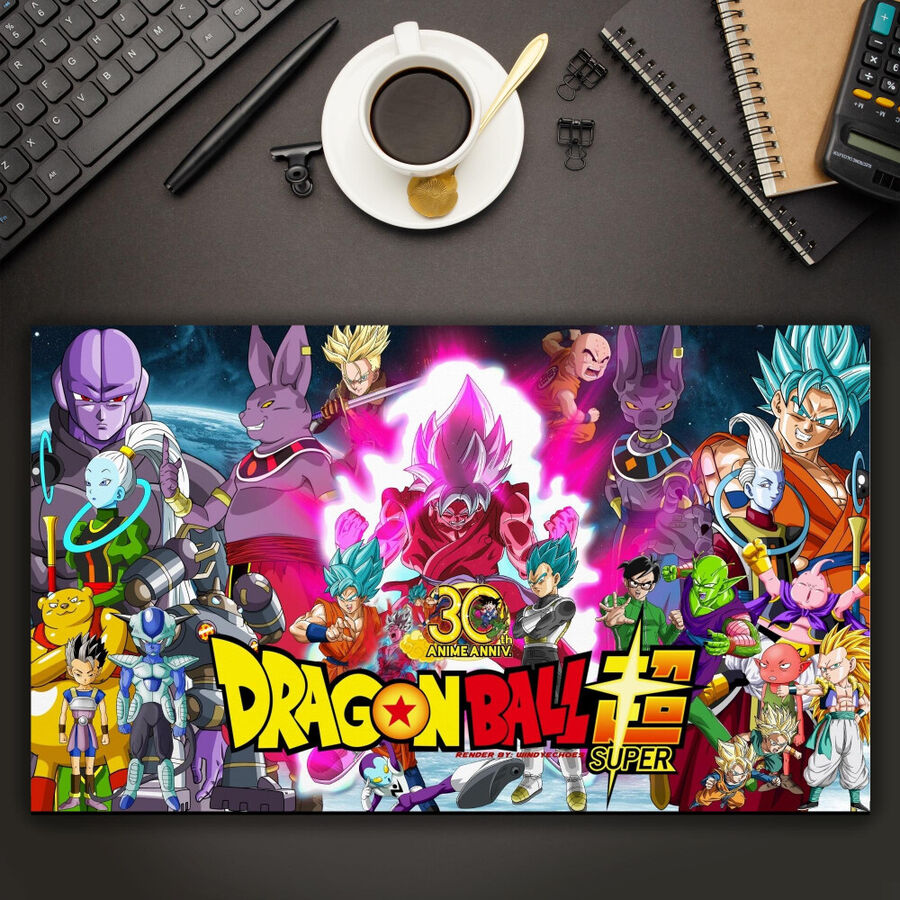 30th
ANIME ANNIV.
DRAGON BALL 超
SUPER
RENDER BY: WINDYECHOES